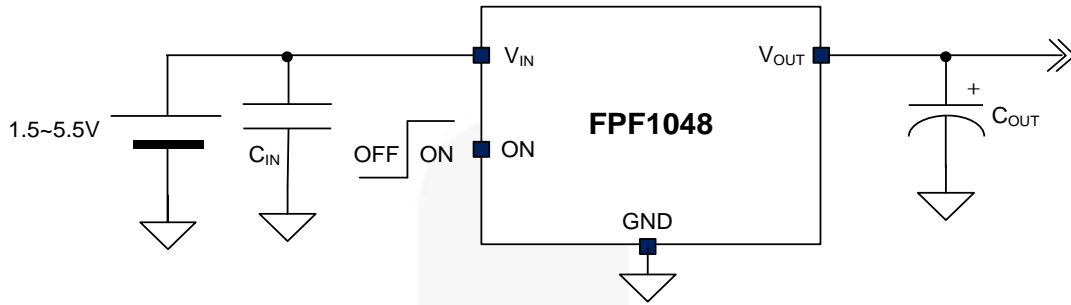 V_IN
V_OUT
1.5~5.5V
C_IN
OFF
ON
ON
FPF1048
+
C_OUT
GND